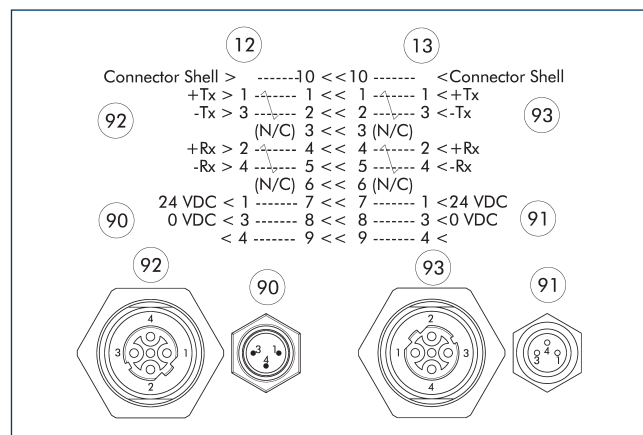 12 13
Connector Shell > ------10 << 10 ------ <Connector Shell
+Tx > 1 ------ 1 << 1 ------ 1 <+Tx
92 -Tx > 3 ------ 2 << 2 ------ 3 <-Tx 93
(N/C) 3 << 3 (N/C)
+Rx > 2 ------ 4 << 4 ------ 2 <+Rx
-Rx > 4 ------ 5 << 5 ------ 4 <-Rx
(N/C) 6 << 6 (N/C)
24 VDC < 1 ------ 7 << 7 ------ 1 <24 VDC
90 0 VDC < 3 ------ 8 << 8 ------ 3 <0 VDC 91
< 4 ------ 9 << 9 ------ 4 <
92 90 93 91
4 2
3 1 3 1 1 3 4
4 3 1
2 4